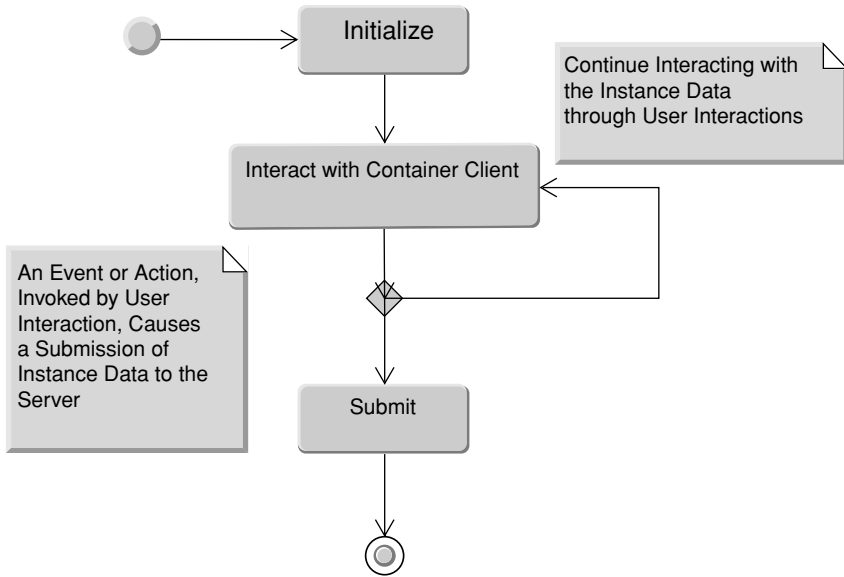 Initialize
Continue Interacting with
the Instance Data
through User Interactions
Interact with Container Client
An Event or Action,
Invoked by User
Interaction, Causes
a Submission of
Instance Data to the
Server
Submit